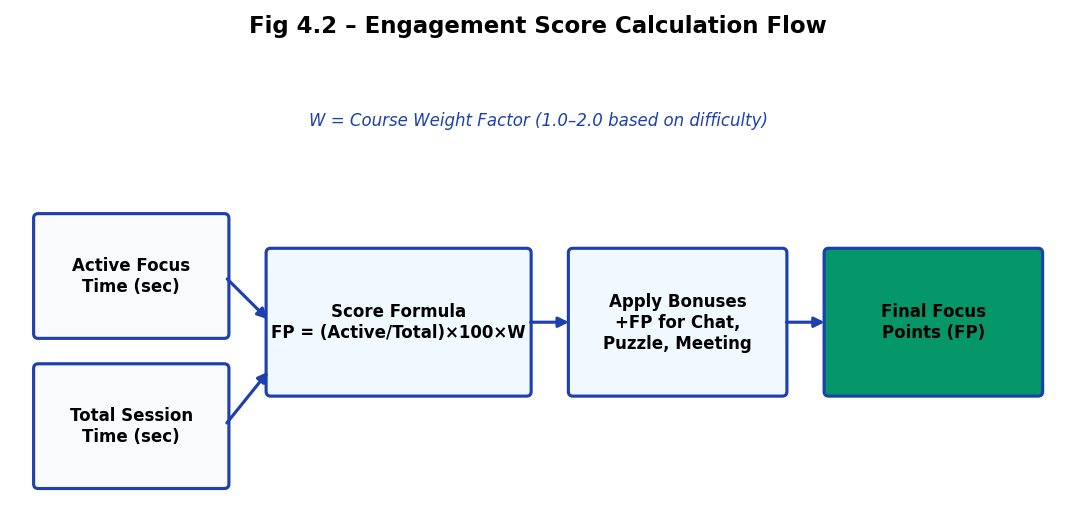 Fig 4.2 – Engagement Score Calculation Flow
W = Course Weight Factor (1.0–2.0 based on difficulty)
Active Focus
Time (sec)
Total Session
Time (sec)
Score Formula
FP = (Active/Total)×100×W
Apply Bonuses
+FP for Chat,
Puzzle, Meeting
Final Focus
Points (FP)